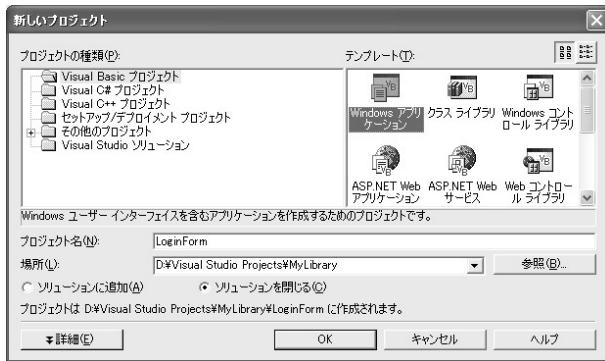 新しいプロジェクト
プロジェクトの種類(P):
テンプレート(T):
Visual Basic プロジェクト
Visual C# プロジェクト
Visual C++ プロジェクト
セットアップ/デプロイメント プロジェクト
その他のプロジェクト
Visual Studio ソリューション
Windows アプリ
ケーション
クラス ライブラリ
Windows コント
ロール ライブラリ
ASP.NET Web
アプリケーション
ASP.NET Web
サービス
Web コントロー
ル ライブラリ
Windows ユーザー インターフェイスを含むアプリケーションを作成するためのプロジェクトです。
プロジェクト名(N):
LoginForm
場所(L):
D:¥Visual Studio Projects¥MyLibrary
参照(B)...
ソリューションに追加(A)
ソリューションを閉じる(C)
プロジェクトは D:¥Visual Studio Projects¥MyLibrary¥LoginForm に作成されます。
詳細(E)
OK
キャンセル
ヘルプ